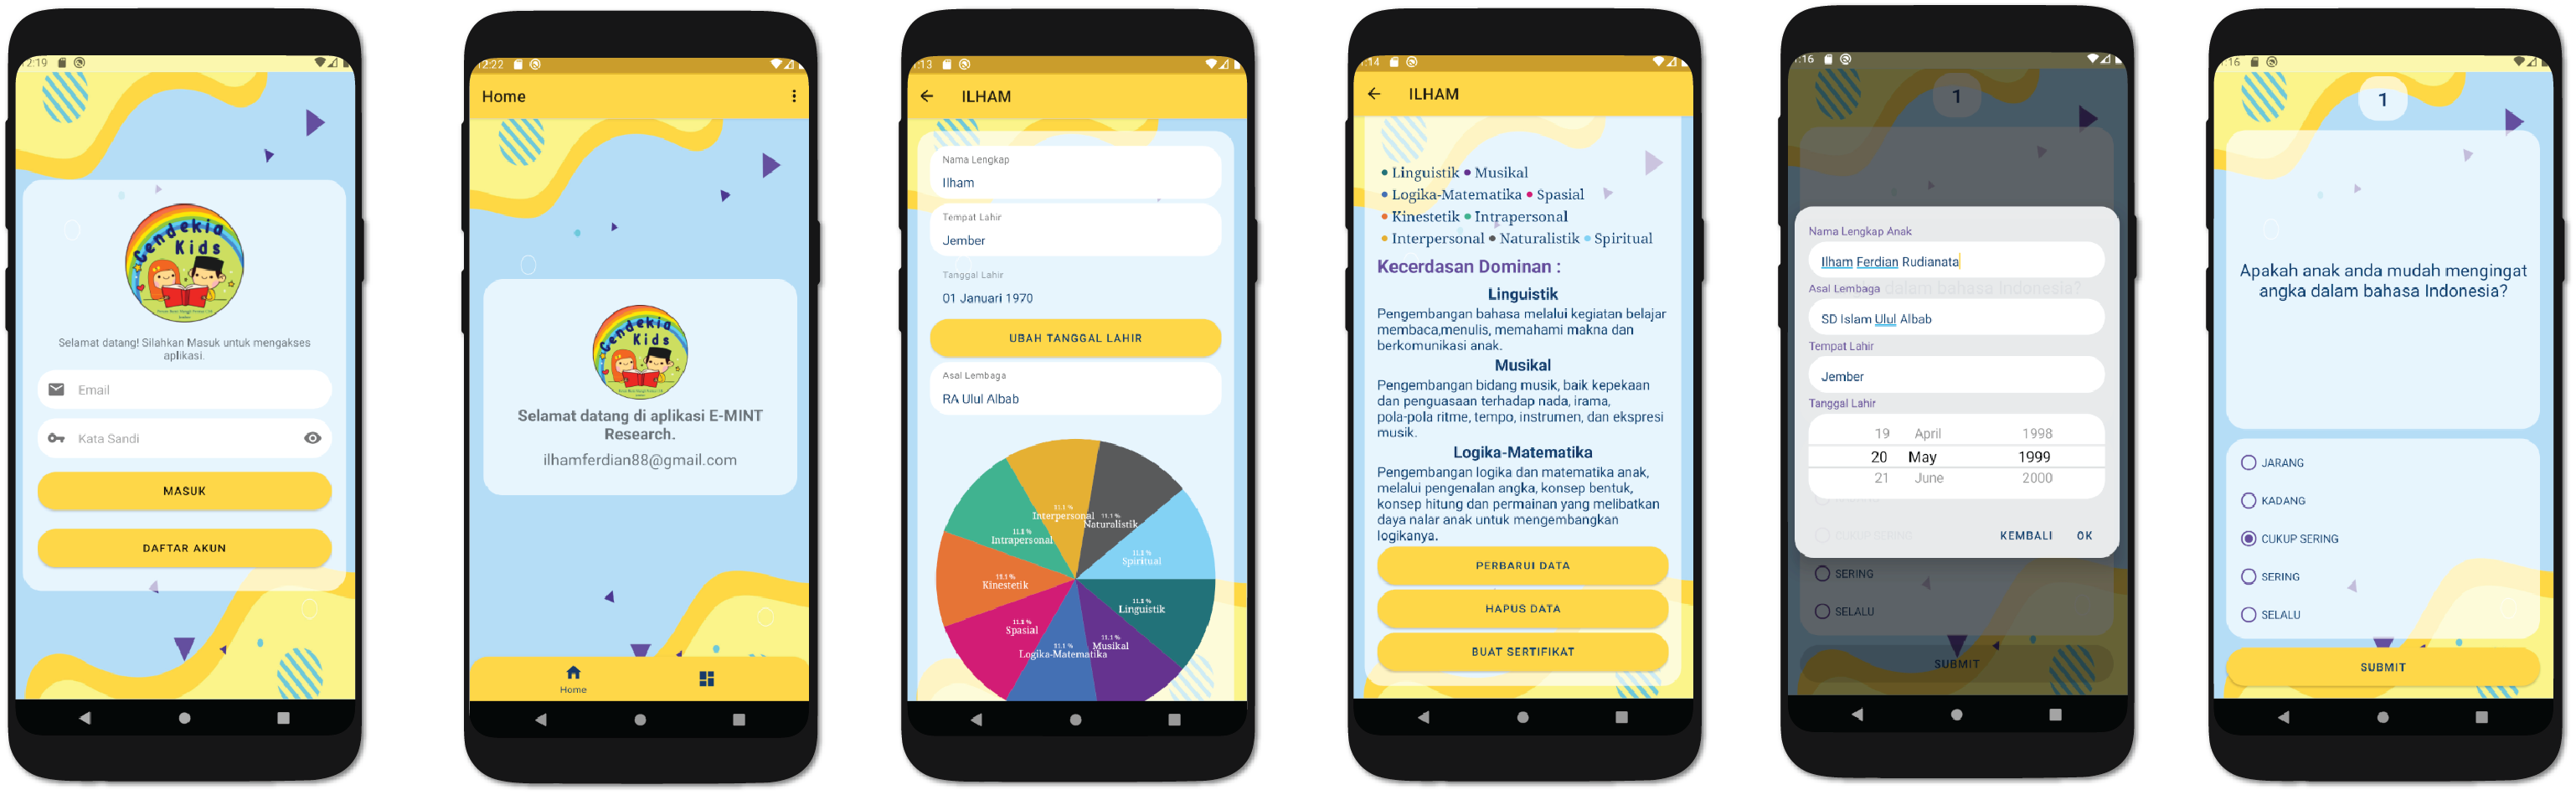 12:19
Cendekia
Kids
Selamat datang! Silahkan Masuk untuk mengakses
aplikasi.
Email
Kata Sandi
MASUK
DAFTAR AKUN
12:22
Home
Cendekia
Kids
Selamat datang di aplikasi E-MINT
Research.
ilhamferdian88@gmail.com
Home
:13
ILHAM
Nama Lengkap
Ilham
Tempat Lahir
Jember
Tanggal Lahir
01 Januari 1970
UBAH TANGGAL LAHIR
Asal Lembaga
RA Ulul Albab
11.1 %
Interpersonal
11.1 %
Naturalistik
11.1 %
Intrapersonal
11.1 %
Spiritual
11.1 %
Kinestetik
11.1 %
Linguistik
11.1 %
Spasial
11.1 %
Musikal
11.1 %
Logika-Matematika
:14
ILHAM
• Linguistik • Musikal
• Logika-Matematika • Spasial
• Kinestetik • Intrapersonal
• Interpersonal • Naturalistik • Spiritual
Kecerdasan Dominan :
Linguistik
Pengembangan bahasa melalui kegiatan belajar
membaca,menulis, memahami makna dan
berkomunikasi anak.
Musikal
Pengembangan bidang musik, baik kepekaan
dan penguasaan terhadap nada, irama,
pola-pola ritme, tempo, instrumen, dan ekspresi
musik.
Logika-Matematika
Pengembangan logika dan matematika anak,
melalui pengenalan angka, konsep bentuk,
konsep hitung dan permainan yang melibatkan
daya nalar anak untuk mengembangkan
logikanya.
PERBARUI DATA
HAPUS DATA
BUAT SERTIFIKAT
:16
1
Nama Lengkap Anak
Ilham Ferdian Rudianata
Asal Lembaga
dalam bahasa Indonesia?
SD Islam Ulul Albab
Tempat Lahir
Jember
Tanggal Lahir
19 April 1998
20 May 1999
21 June 2000
CUKUP SERING
KEMBALI OK
SERING
SELALU
SUBMIT
:16
1
Apakah anak anda mudah mengingat
angka dalam bahasa Indonesia?
JARANG
KADANG
CUKUP SERING
SERING
SELALU
SUBMIT